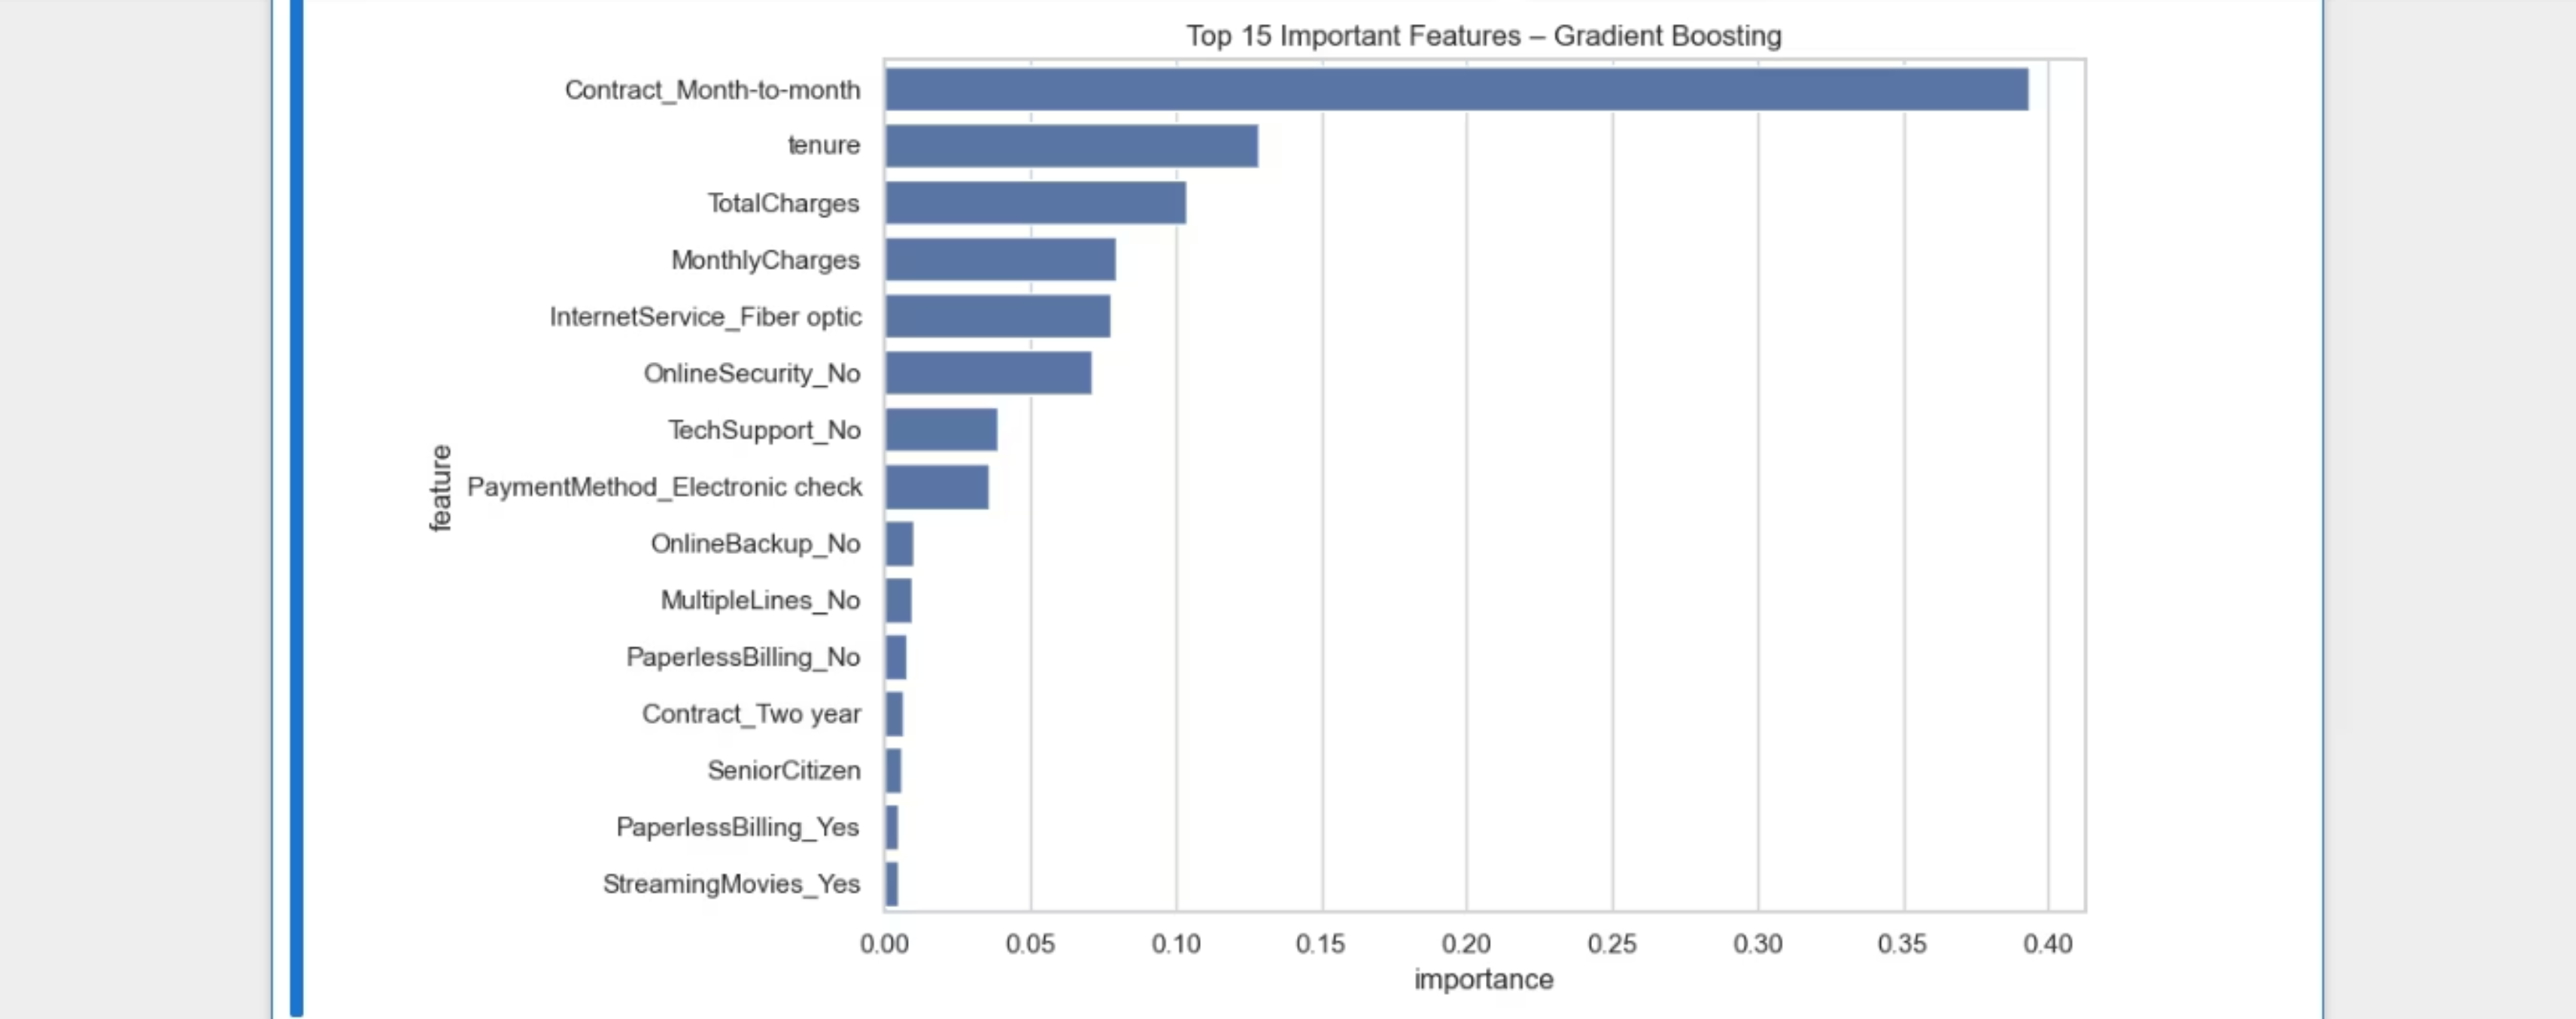 Top 15 Important Features – Gradient Boosting
Contract_Month-to-month
tenure
TotalCharges
MonthlyCharges
InternetService_Fiber optic
OnlineSecurity_No
TechSupport_No
feature
PaymentMethod_Electronic check
OnlineBackup_No
MultipleLines_No
PaperlessBilling_No
Contract_Two year
SeniorCitizen
PaperlessBilling_Yes
StreamingMovies_Yes
0.00 0.05 0.10 0.15 0.20 0.25 0.30 0.35 0.40
importance